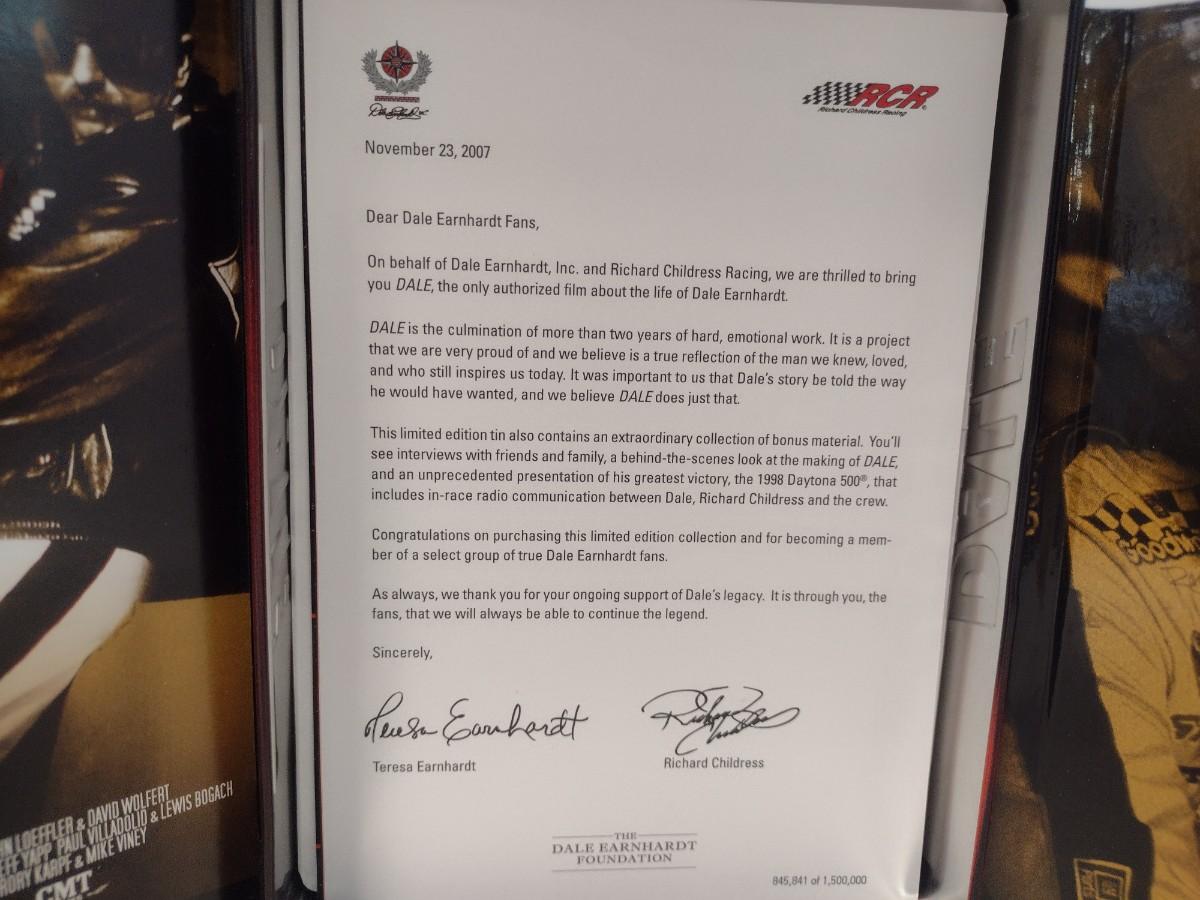 RCR
Richard Childress Racing
November 23, 2007
Dear Dale Earnhardt Fans,
On behalf of Dale Earnhardt, Inc. and Richard Childress Racing, we are thrilled to bring
you DALE, the only authorized film about the life of Dale Earnhardt.
DALE is the culmination of more than two years of hard, emotional work. It is a project
that we are very proud of and we believe is a true reflection of the man we knew, loved,
and who still inspires us today. It was important to us that Dale's story be told the way
he would have wanted, and we believe DALE does just that.
This limited edition tin also contains an extraordinary collection of bonus material. You'll
see interviews with friends and family, a behind-the-scenes look at the making of DALE,
and an unprecedented presentation of his greatest victory, the 1998 Daytona 500®, that
includes in-race radio communication between Dale, Richard Childress and the crew.
Congratulations on purchasing this limited edition collection and for becoming a mem-
ber of a select group of true Dale Earnhardt fans.
As always, we thank you for your ongoing support of Dale's legacy. It is through you, the
fans, that we will always be able to continue the legend.
Sincerely,
Teresa Earnhardt
Teresa Earnhardt
Richard Childress
THE
DALE EARNHARDT
FOUNDATION
845,841 of 1,500,000
LOEFFLER & DAVID WOLFERT
YAPP PAUL VILLADOLID & LEWIS BOGACH
RORY KARPF & MIKE VINEY
CMT
DALE